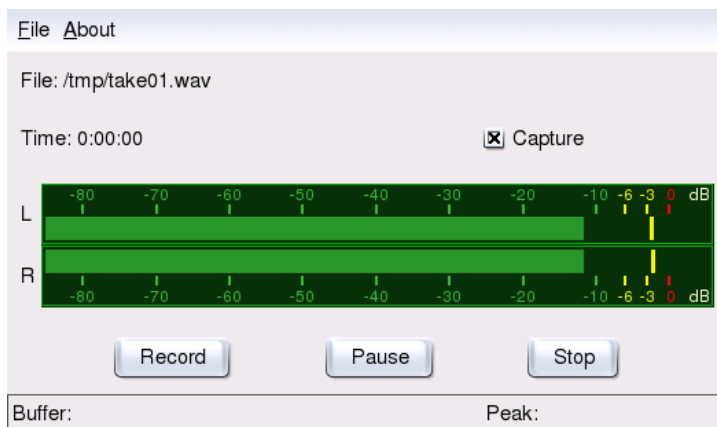 File About
File: /tmp/take01.wav
Time: 0:00:00 Capture
-80 -70 -60 -50 -40 -30 -20 -10 -6 -3 0 dB
L
R
-80 -70 -60 -50 -40 -30 -20 -10 -6 -3 0 dB
Record Pause Stop
Buffer: Peak: